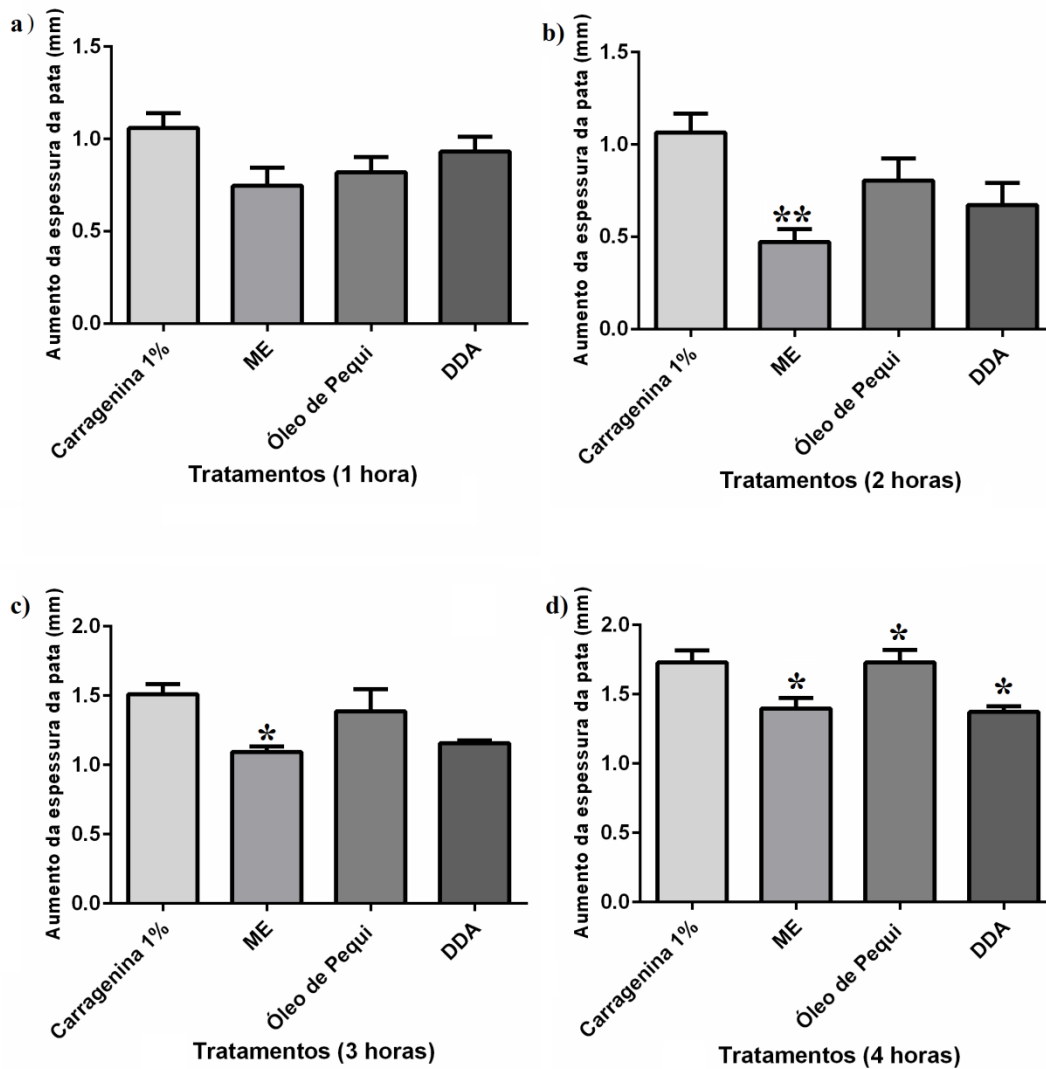 a)
Aumento da espessura da pata (mm)
1.5
1.0
0.5
0.0
Carragenina 1%
ME
Óleo de Pequi
DDA
Tratamentos (1 hora)
b)
Aumento da espessura da pata (mm)
1.5
1.0
0.5
0.0
**
Carragenina 1%
ME
Óleo de Pequi
DDA
Tratamentos (2 horas)
c)
Aumento da espessura da pata (mm)
2.0
1.5
1.0
0.5
0.0
*
Carragenina 1%
ME
Óleo de Pequi
DDA
Tratamentos (3 horas)
d)
Aumento da espessura da pata (mm)
2.0
1.5
1.0
0.5
0.0
*
*
*
Carragenina 1%
ME
Óleo de Pequi
DDA
Tratamentos (4 horas)